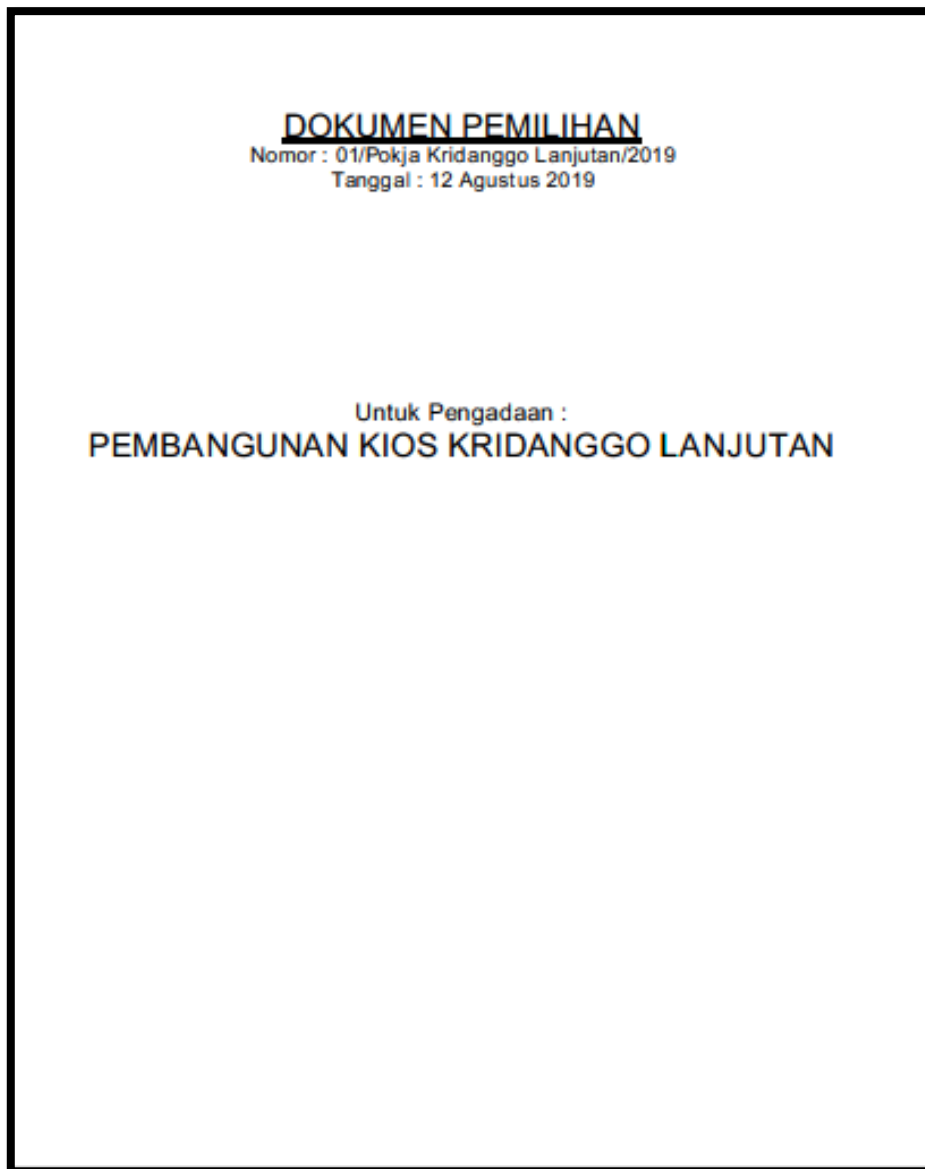 DOKUMEN PEMILIHAN
Nomor : 01/Pokja Kridanggo Lanjutan/2019
Tanggal : 12 Agustus 2019
Untuk Pengadaan :
PEMBANGUNAN KIOS KRIDANGGO LANJUTAN